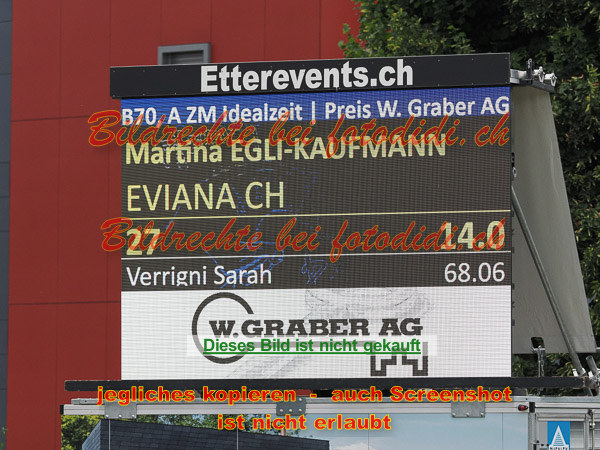 Etterevents.ch
B70, A ZM Idealzeit | Preis W. Graber AG
Bildrechte bei fotodidi.ch
Martina EGLI-KAUFMANN
EVIANA CH
27
Bildrechte bei fotodidi.ch
Verrigni Sarah 68.06
W.GRABER AG
Dieses Bild ist nicht gekauft
jegliches kopieren - auch Screenshot
ist nicht erlaubt